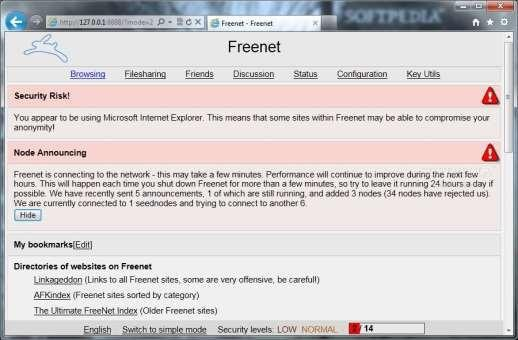 http://127.0.0.1:8888/?mode=2
Freenet - Freenet
SOFTPEDIA
Freenet
Browsing Filesharing Friends Discussion Status Configuration Key Utils
Security Risk!
You appear to be using Microsoft Internet Explorer. This means that some sites within Freenet may be able to compromise your
anonymity!
Node Announcing
Freenet is connecting to the network - this may take a few minutes. Performance will continue to improve during the next few
hours. This will happen each time you shut down Freenet for more than a few minutes, so try to leave it running 24 hours a day if
possible. We have recently sent 5 announcements, 1 of which are still running, and added 3 nodes (34 nodes have rejected us).
We are currently connected to 1 seednodes and trying to connect to another 6.
Hide
My bookmarks[Edit]
Directories of websites on Freenet
Linkageddon (Links to all Freenet sites, some are very offensive, be careful!)
AFKindex (Freenet sites sorted by category)
The Ultimate FreeNet Index (Older Freenet sites)
English Switch to simple mode Security levels: LOW NORMAL / 14